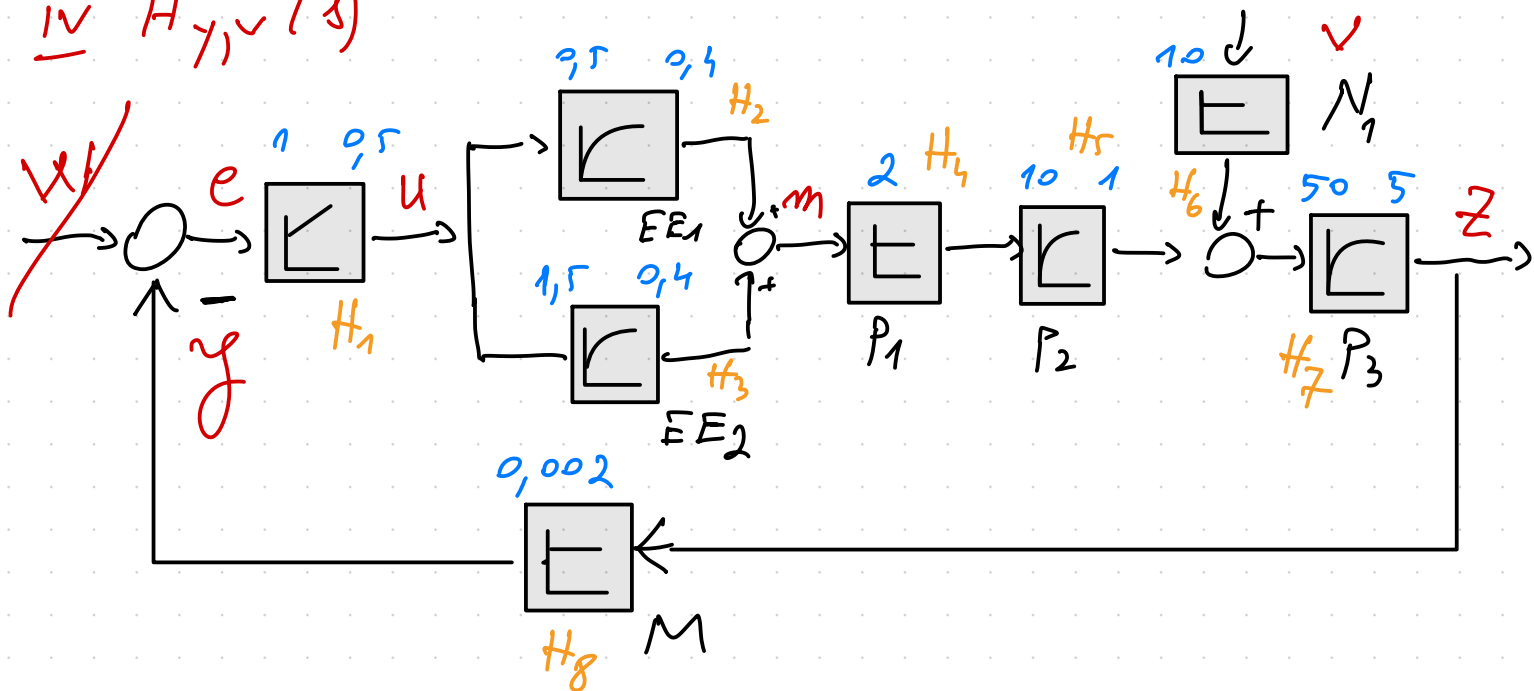 IV H y,v (s)
10 v
0,5 0,4
H2
N1
1 0,5
H4
H5
w
e
u
2
10 1
H6
50 5
m
+
+
z
EE1
H1
1,5 0,4
+
−
y
P1
P2
H7 P3
H3
EE2
0,002
M
H8